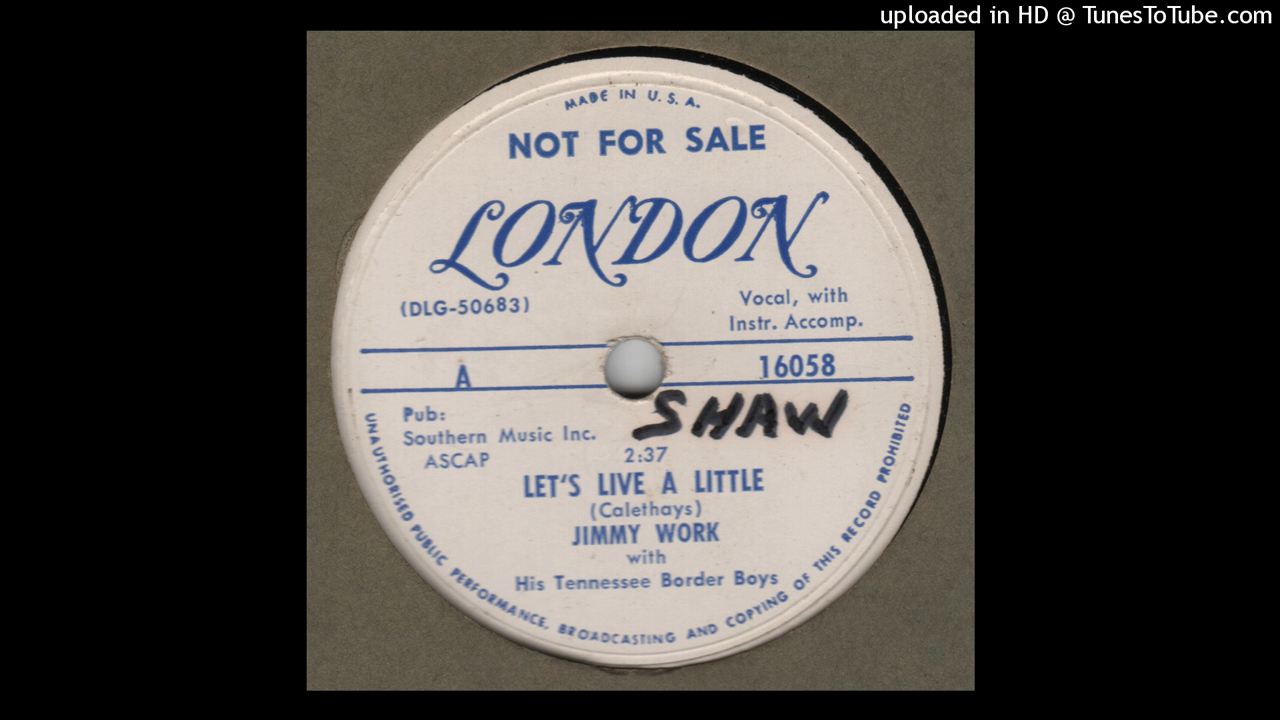 uploaded in HD @ TunesToTube.com
MADE IN U.S.A.
NOT FOR SALE
LONDON
(DLG-50683)
Vocal, with
Instr. Accomp.
A
16058
SHAW
Pub:
Southern Music Inc.
ASCAP
2:37
LET'S LIVE A LITTLE
(Calethays)
JIMMY WORK
with
His Tennessee Border Boys
UNAUTHORISED PUBLIC PERFORMANCE, BROADCASTING AND COPYING OF THIS RECORD PROHIBITED